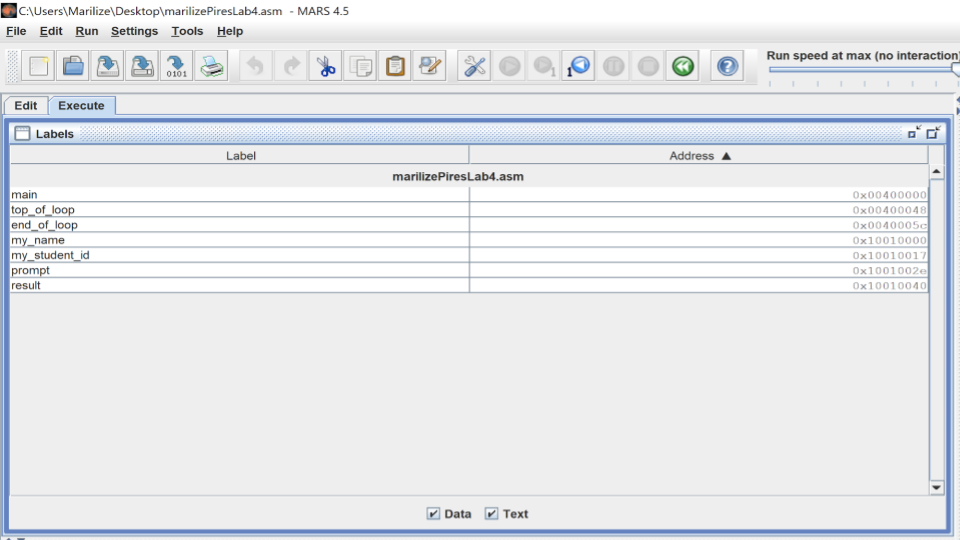 C:\Users\Marilize\Desktop\marilizePiresLab4.asm - MARS 4.5
File Edit Run Settings Tools Help
Run speed at max (no interaction)
0101 1 1
Edit Execute
Labels
Label Address ▲
marilizePiresLab4.asm
main 0x00400000
top_of_loop 0x00400048
end_of_loop 0x0040005c
my_name 0x10010000
my_student_id 0x10010017
prompt 0x1001002e
result 0x10010040
Data Text